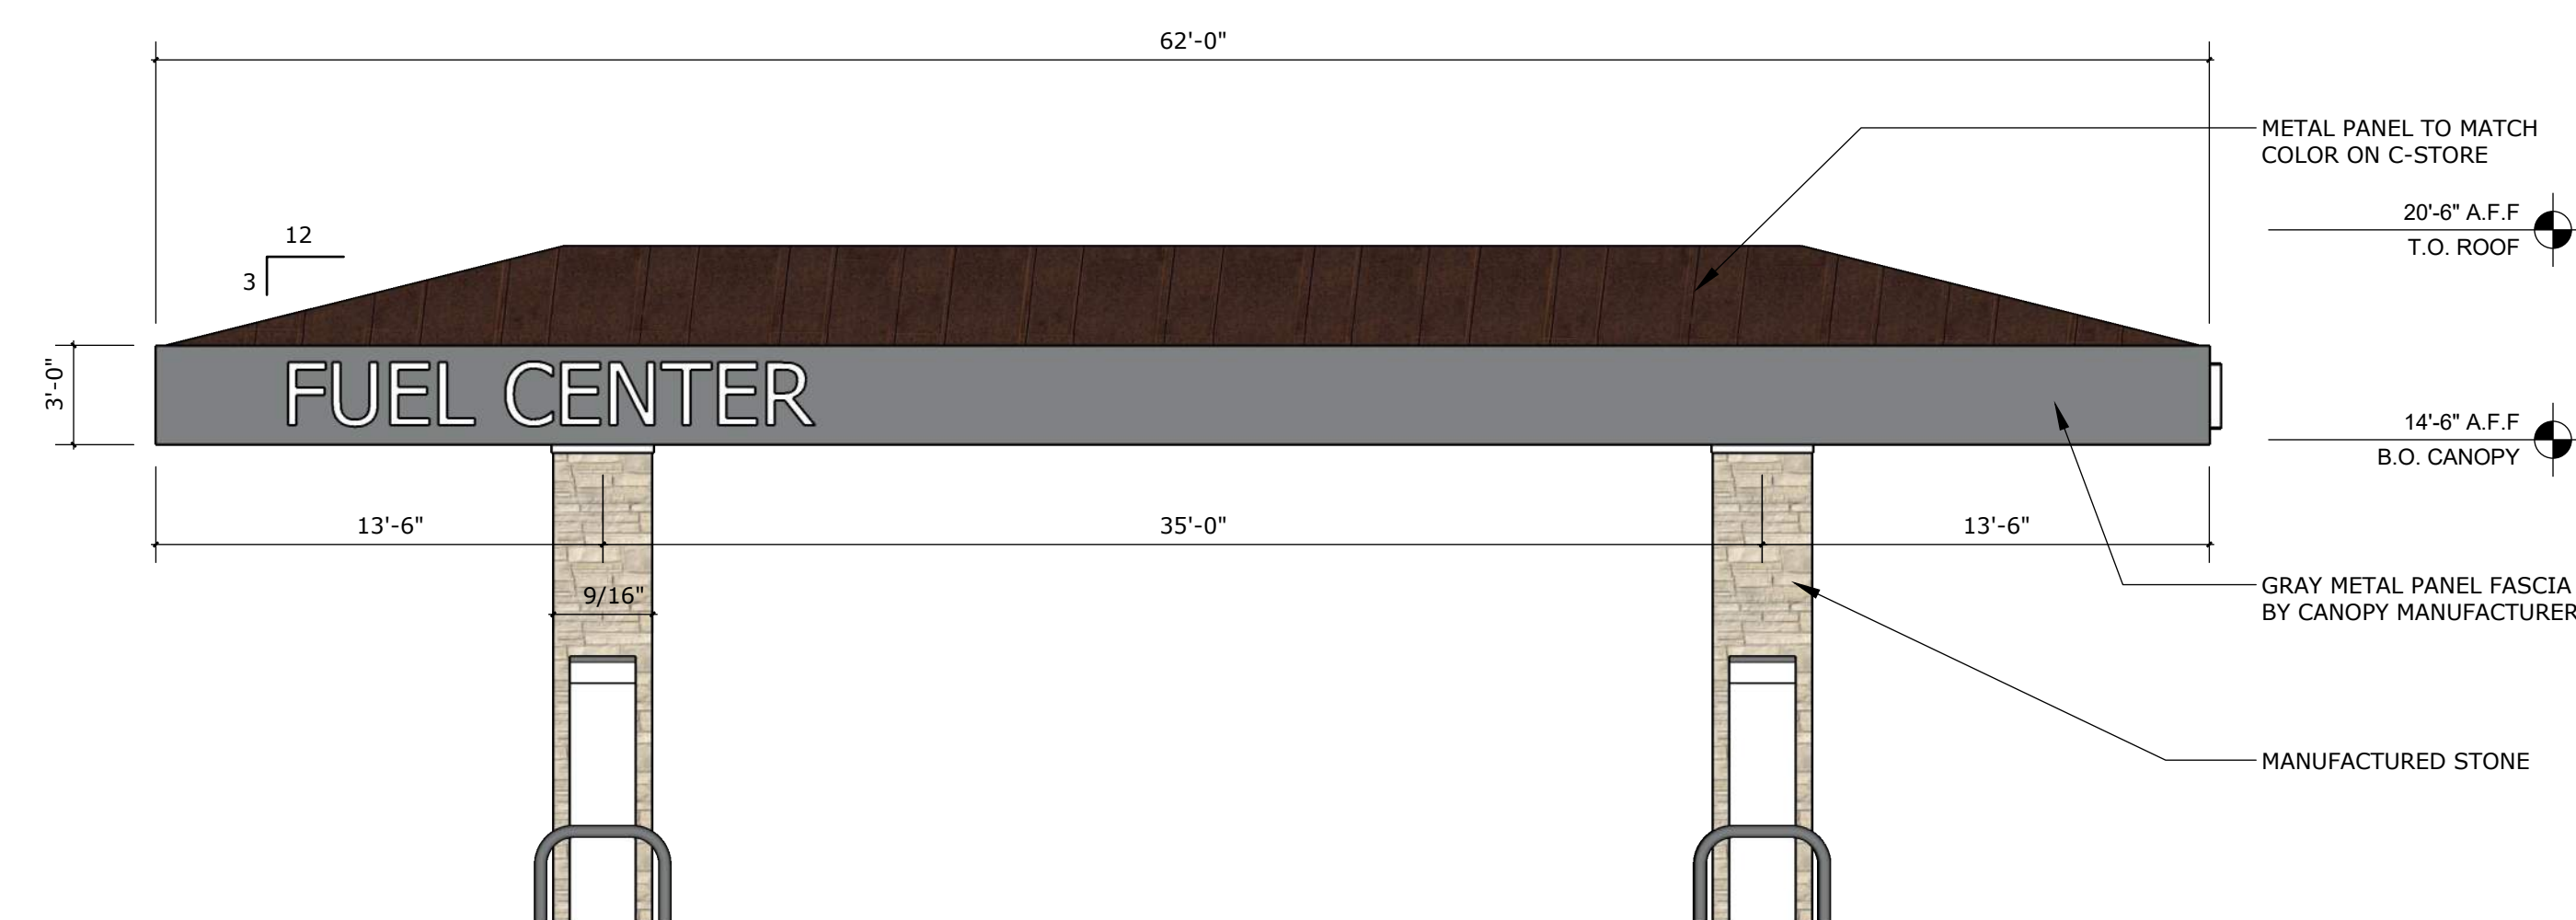 62'-0"
METAL PANEL TO MATCH
COLOR ON C-STORE
20'-6" A.F.F
T.O. ROOF
12
3
3'-0"
FUEL CENTER
14'-6" A.F.F
B.O. CANOPY
13'-6"
35'-0"
13'-6"
9/16"
GRAY METAL PANEL FASCIA
BY CANOPY MANUFACTURER
MANUFACTURED STONE